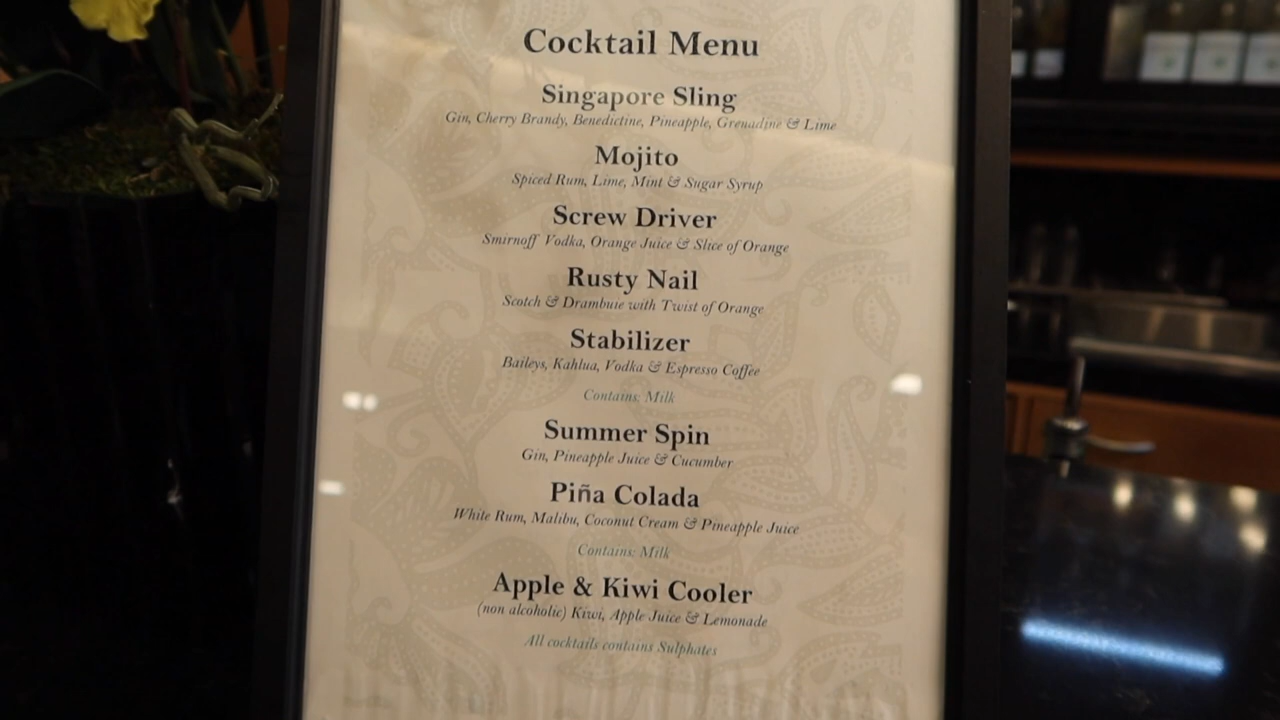 Cocktail Menu
Singapore Sling
Gin, Cherry Brandy, Benedictine, Pineapple, Grenadine & Lime
Mojito
Spiced Rum, Lime, Mint & Sugar Syrup
Screw Driver
Smirnoff Vodka, Orange Juice & Slice of Orange
Rusty Nail
Scotch & Drambuie with Twist of Orange
Stabilizer
Baileys, Kahlua, Vodka & Espresso Coffee
Contains: Milk
Summer Spin
Gin, Pineapple Juice & Cucumber
Piña Colada
White Rum, Malibu, Coconut Cream & Pineapple Juice
Contains: Milk
Apple & Kiwi Cooler
(non alcoholic) Kiwi, Apple Juice & Lemonade
All cocktails contains Sulphates